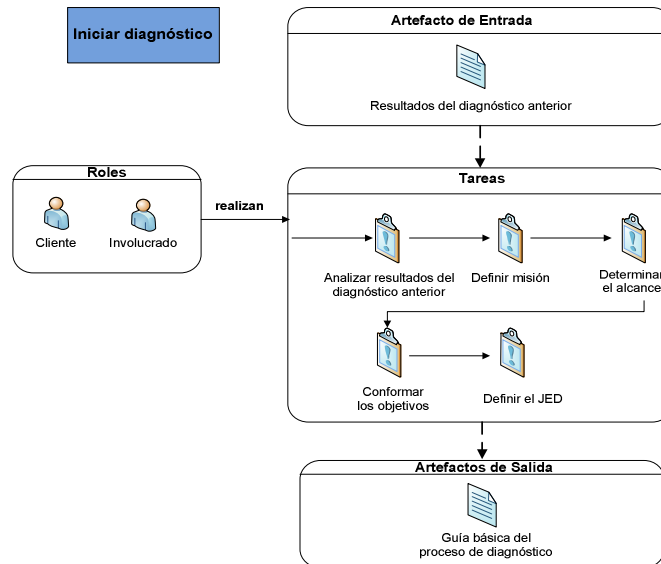 Iniciar diagnóstico
Artefacto de Entrada
Resultados del diagnóstico anterior
Roles
Cliente
Involucrado
realizan
Tareas
Analizar resultados del
diagnóstico anterior
Definir misión
Determinar
el alcance
Conformar
los objetivos
Definir el JED
Artefactos de Salida
Guía básica del
proceso de diagnóstico